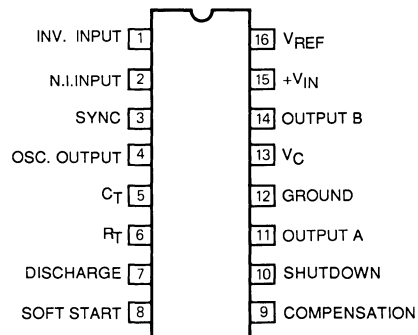 INV. INPUT 1
16 VREF
N.I.INPUT 2
15 +VIN
SYNC 3
14 OUTPUT B
OSC. OUTPUT 4
13 VC
CT 5
12 GROUND
RT 6
11 OUTPUT A
DISCHARGE 7
10 SHUTDOWN
SOFT START 8
9 COMPENSATION